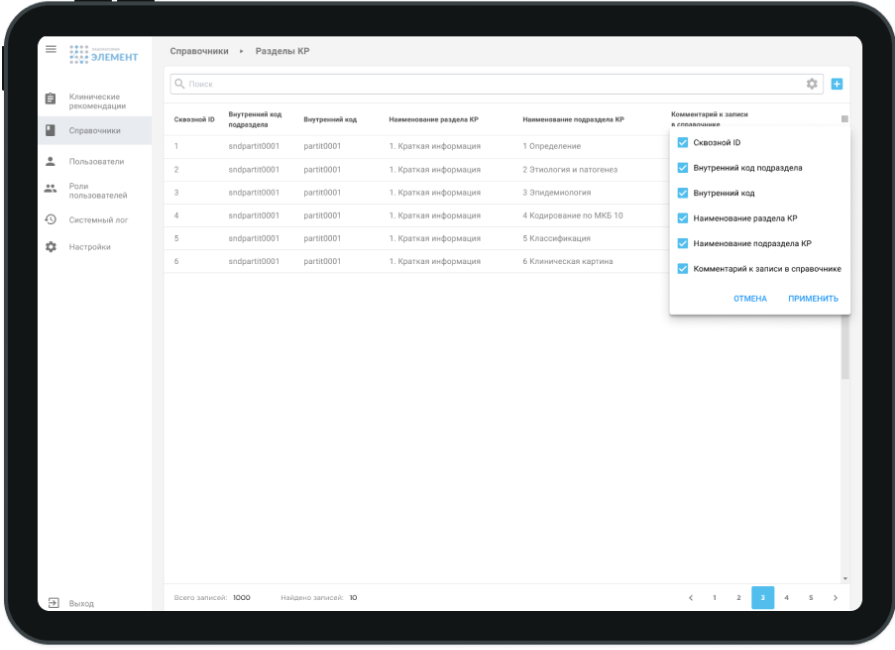 ЭЛЕМЕНТ
Клинические
рекомендации
Справочники
Пользователи
Роли
пользователей
Системный лог
Настройки
Выход
Справочники ▸ Разделы КР
Поиск
Сквозной ID
Внутренний код
подраздела
Внутренний код
Наименование раздела КР
Наименование подраздела КР
Комментарий к записи
в справочнике
1 sndpartit0001 partit0001 1. Краткая информация 1 Определение
2 sndpartit0001 partit0001 1. Краткая информация 2 Этиология и патогенез
3 sndpartit0001 partit0001 1. Краткая информация 3 Эпидемиология
4 sndpartit0001 partit0001 1. Краткая информация 4 Кодирование по МКБ 10
5 sndpartit0001 partit0001 1. Краткая информация 5 Классификация
6 sndpartit0001 partit0001 1. Краткая информация 6 Клиническая картина
Сквозной ID
Внутренний код подраздела
Внутренний код
Наименование раздела КР
Наименование подраздела КР
Комментарий к записи в справочнике
ОТМЕНА ПРИМЕНИТЬ
Всего записей: 1000 Найдено записей: 10
< 1 2 3 4 5 >